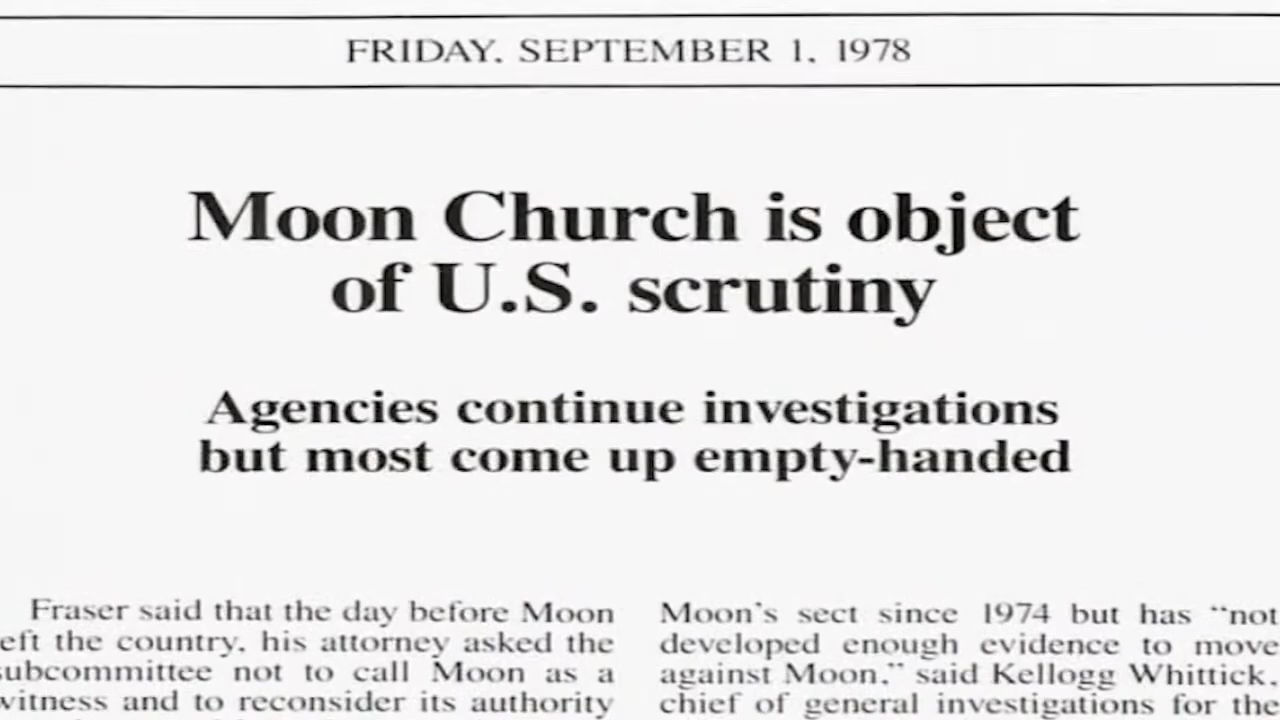 FRIDAY, SEPTEMBER 1, 1978
Moon Church is object
of U.S. scrutiny
Agencies continue investigations
but most come up empty-handed
Fraser said that the day before Moon
eft the country, his attorney asked the
subcommittee not to call Moon as a
witness and to reconsider its authority
Moon's sect since 1974 but has “not
developed enough evidence to move
against Moon,” said Kellogg Whittick,
chief of general investigations for the